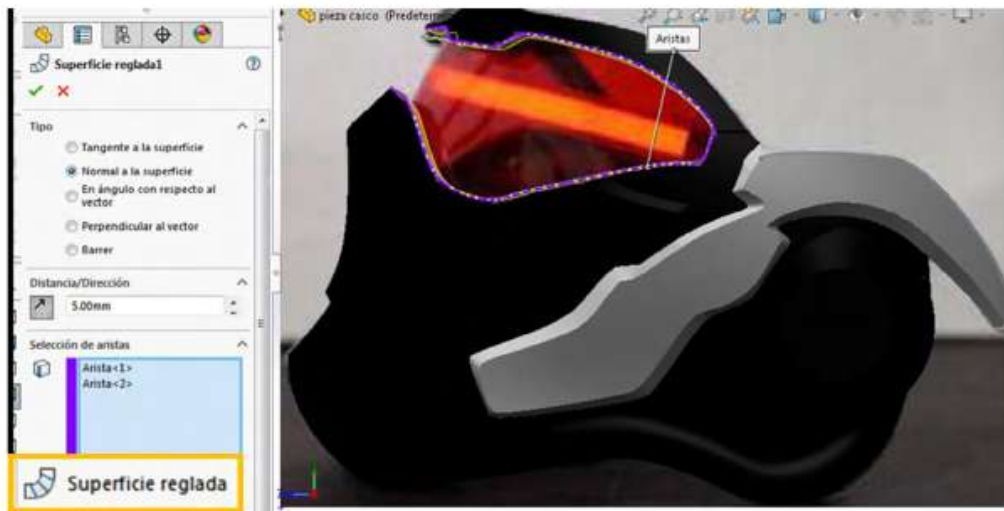 pieza casco (Predeterm
Superficie reglada1
Tipo
Tangente a la superficie
Normal a la superficie
En ángulo con respecto al
vector
Perpendicular al vector
Barrer
Distancia/Dirección
5.00mm
Selección de aristas
Arista<1>
Arista<2>
Superficie reglada
Aristas